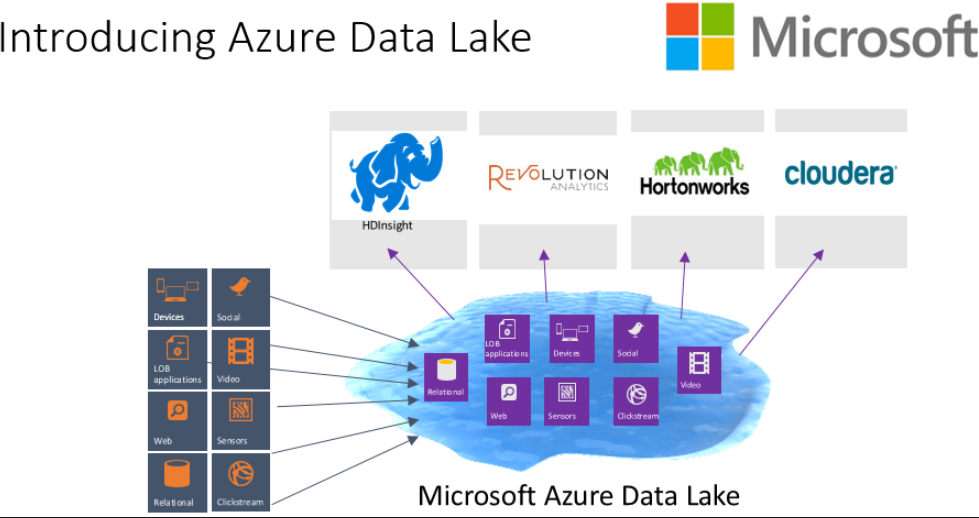 Introducing Azure Data Lake
Microsoft
HDInsight
REVOLUTION
ANALYTICS
Hortonworks
cloudera
Devices
Social
LOB
applications
Video
Web
Sensors
Relational
Clickstream
Relational
LOB
applications
Devices
Social
Video
Web
Sensors
Clickstream
Microsoft Azure Data Lake